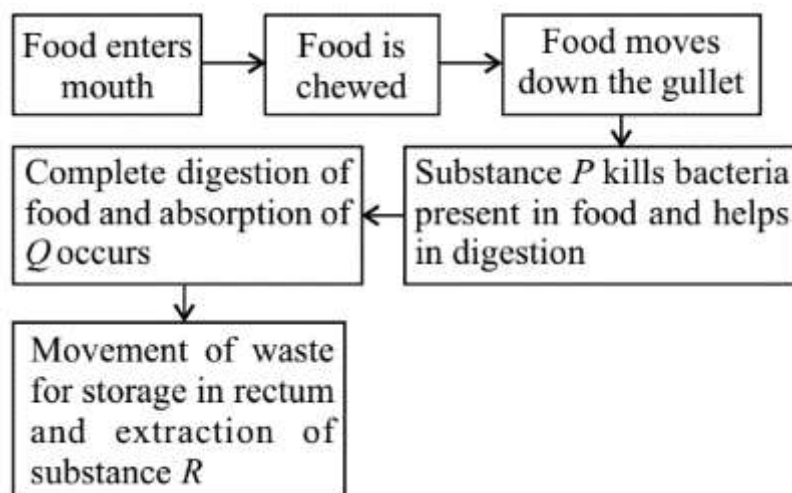 Food enters
mouth
Food is
chewed
Food moves
down the gullet
Substance P kills bacteria
present in food and helps
in digestion
Complete digestion of
food and absorption of
Q occurs
Movement of waste
for storage in rectum
and extraction of
substance R